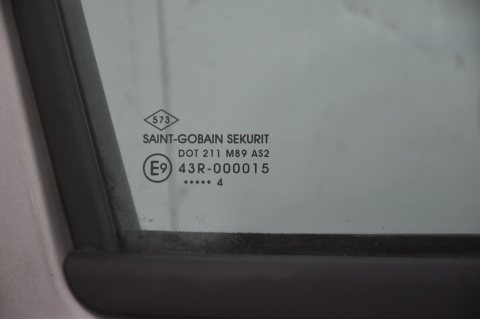 573
SAINT-GOBAIN SEKURIT
DOT 211 M89 AS2
E9 43R-000015
••••• 4